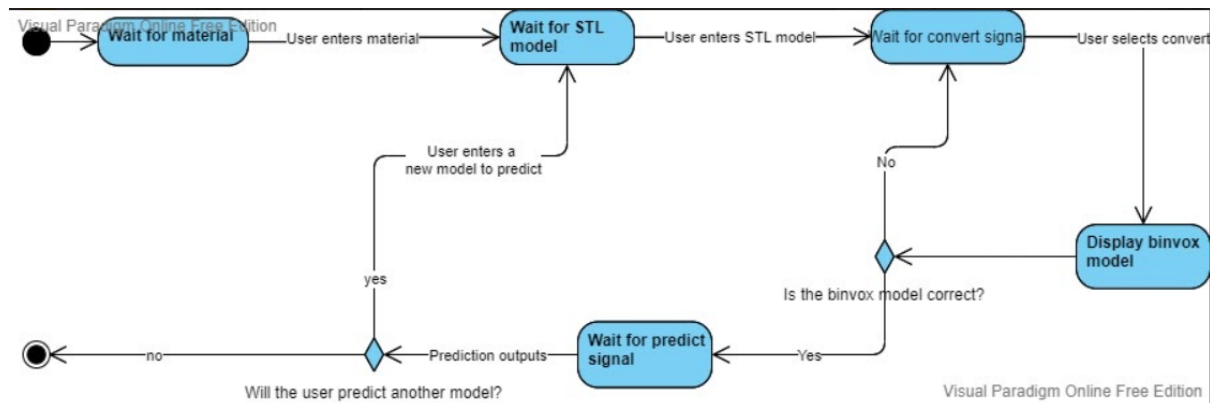 Visual Paradigm Online Free Edition
Wait for material
User enters material
Wait for STL
model
User enters STL model
Wait for convert signal
User selects convert
User enters a
new model to predict
No
Display binvox
model
yes
Is the binvox model correct?
Wait for predict
signal
no
Prediction outputs
Yes
Will the user predict another model?
Visual Paradigm Online Free Edition